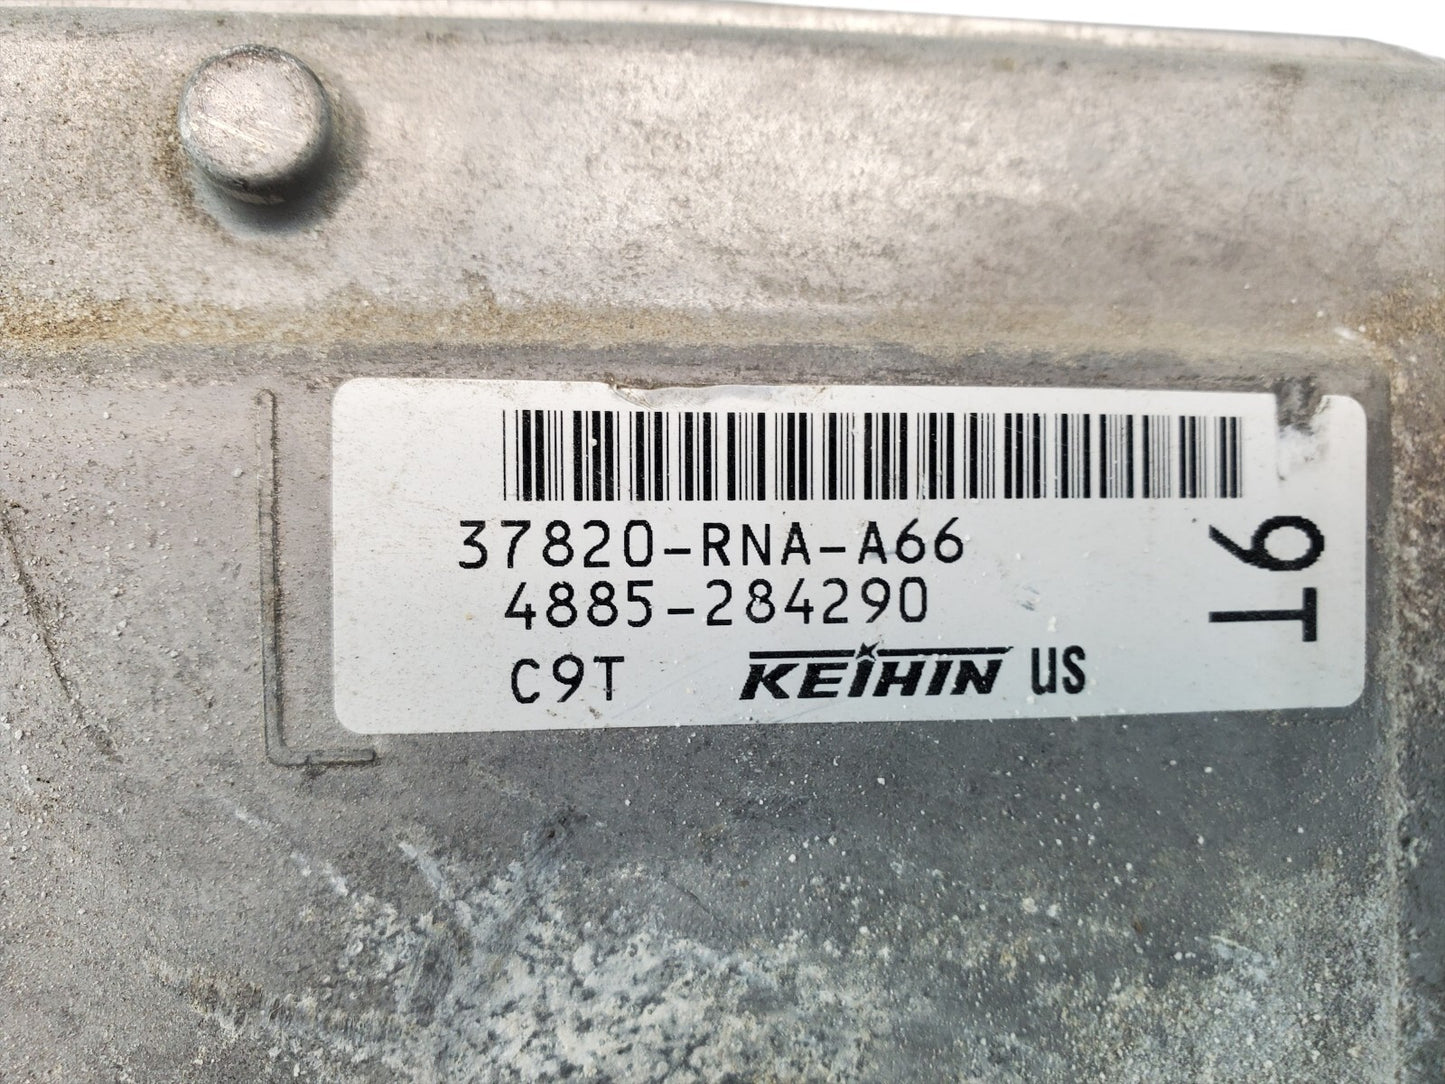 37820-RNA-A66
4885-284290
C9T KEIHIN US
9T